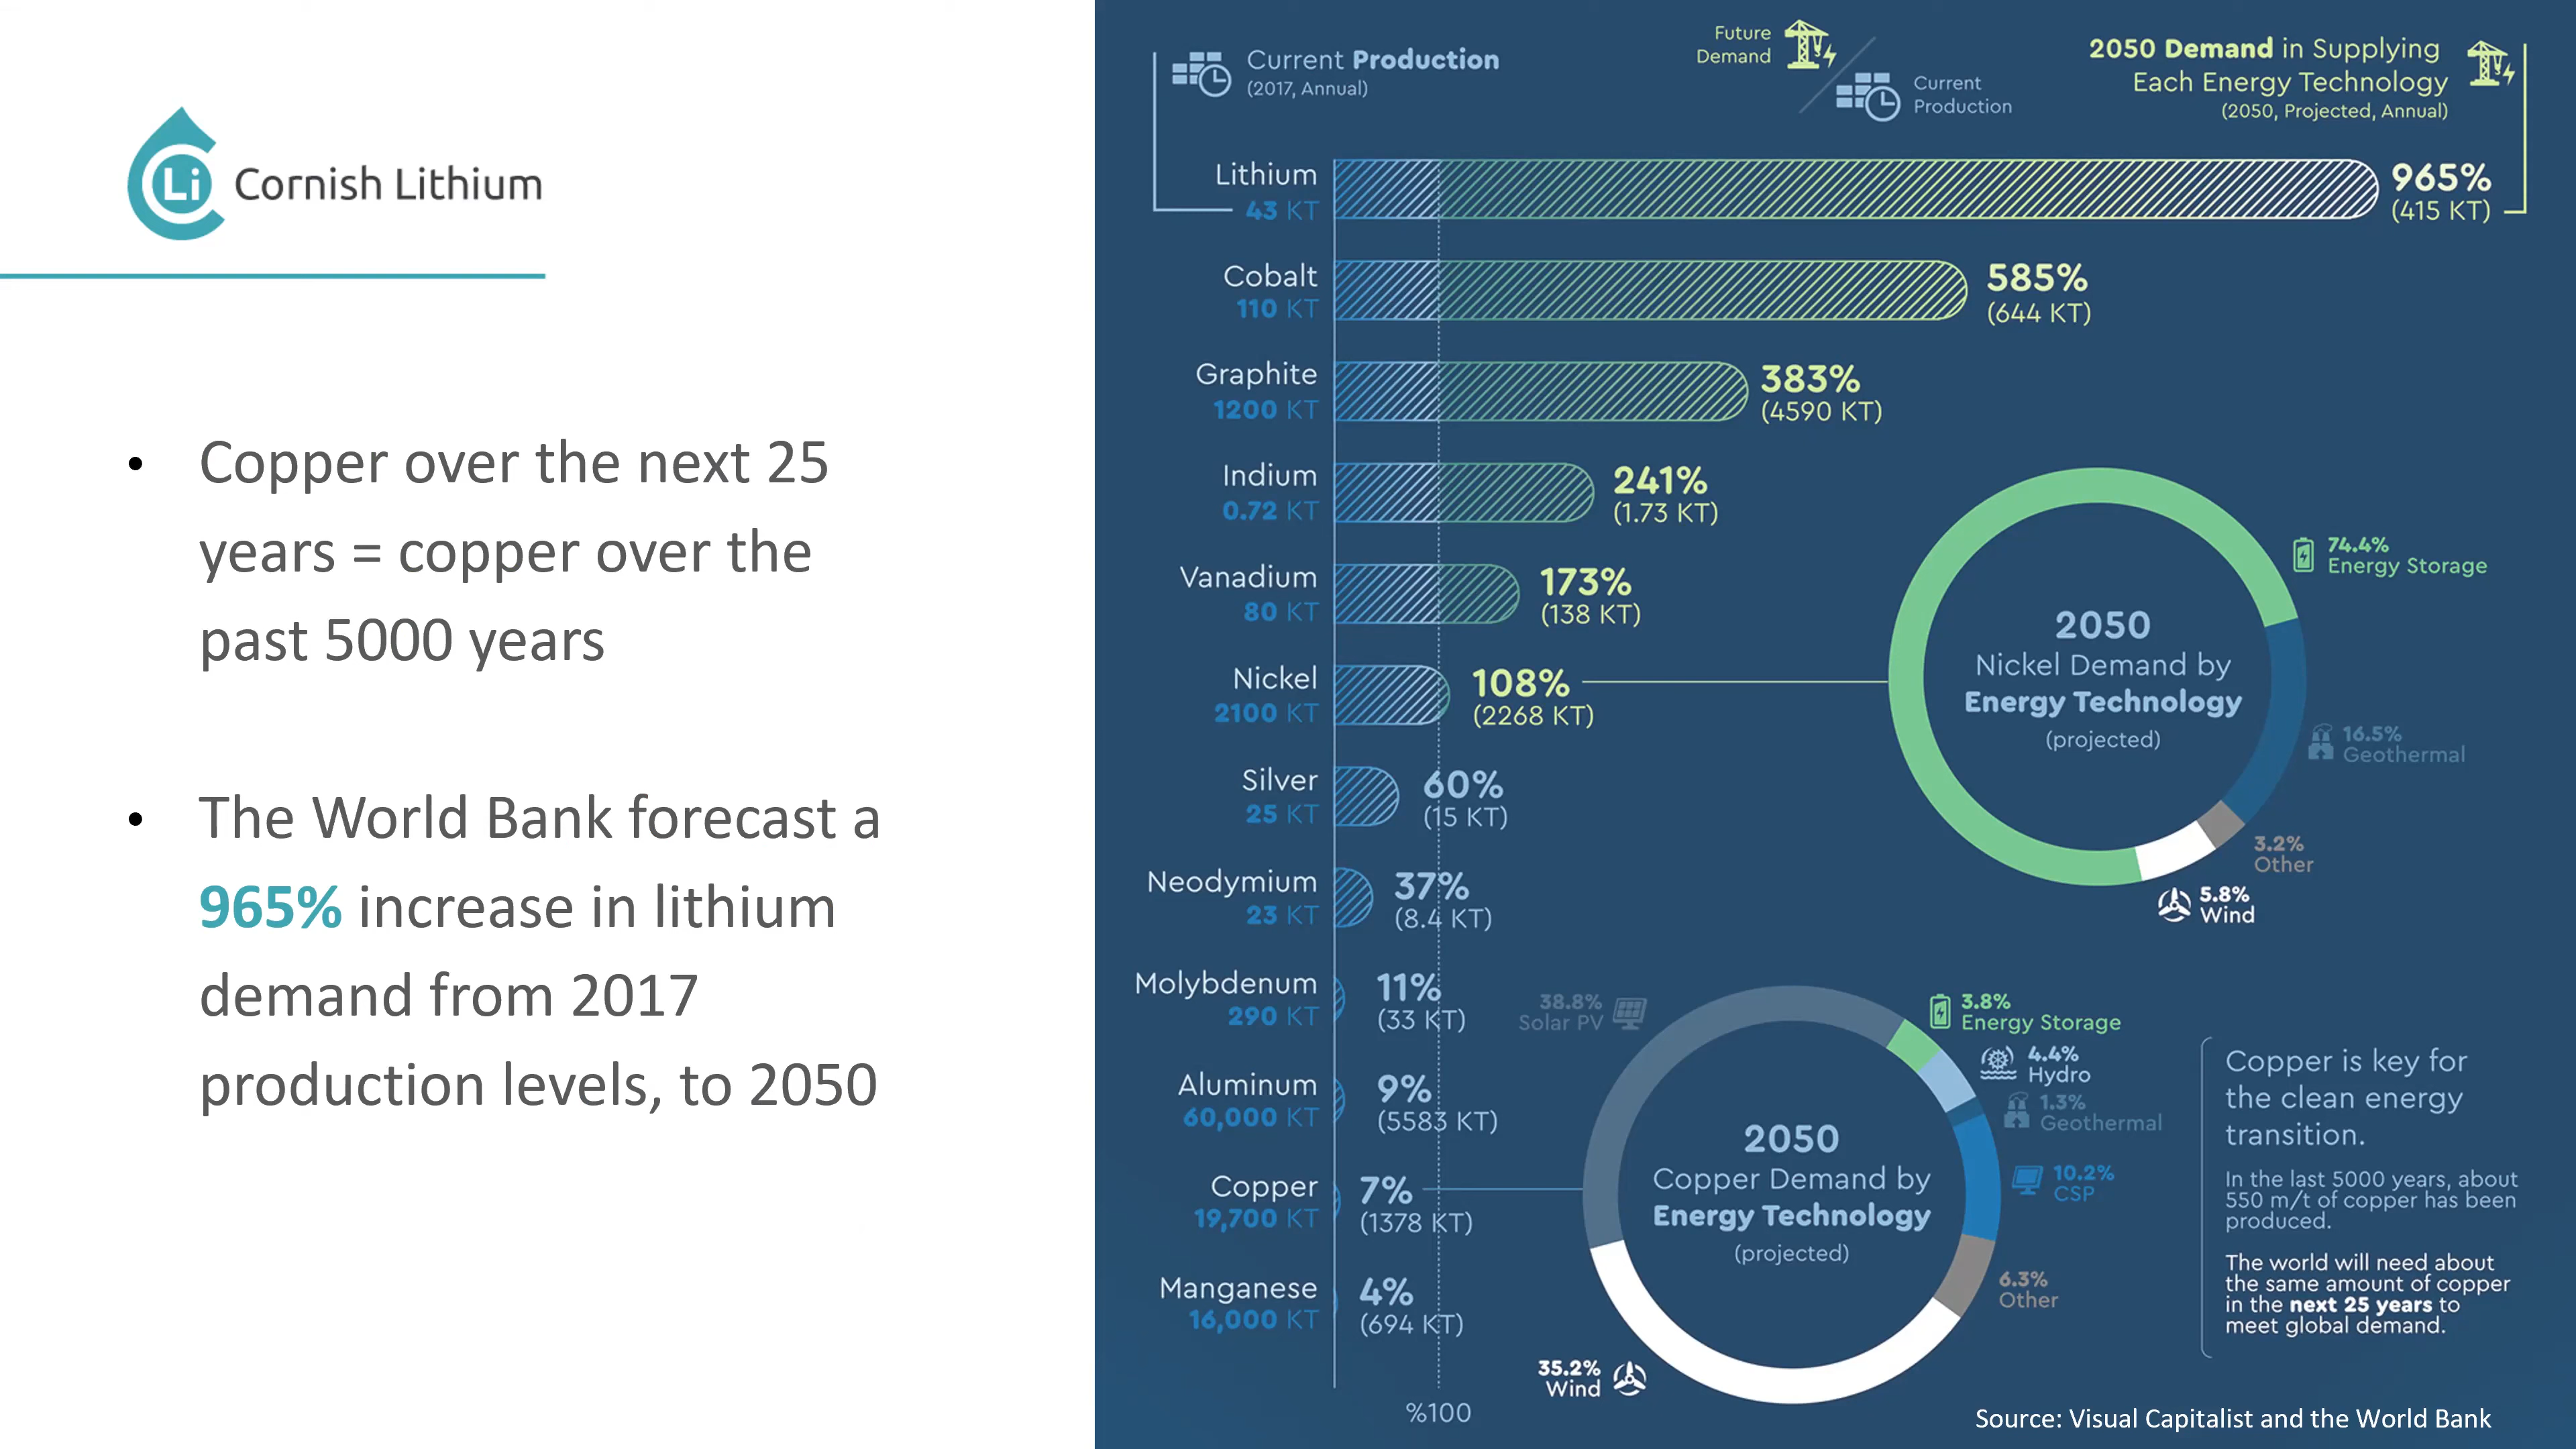 Li Cornish Lithium
• Copper over the next 25
years = copper over the
past 5000 years
• The World Bank forecast a
965% increase in lithium
demand from 2017
production levels, to 2050
Current Production
(2017, Annual)
Future
Demand
Current
Production
2050 Demand in Supplying
Each Energy Technology
(2050, Projected, Annual)
Lithium
43 KT
965%
(415 KT)
Cobalt
110 KT
585%
(644 KT)
Graphite
1200 KT
383%
(4590 KT)
Indium
0.72 KT
241%
(1.73 KT)
Vanadium
80 KT
173%
(138 KT)
Nickel
2100 KT
108%
(2268 KT)
Silver
25 KT
60%
(15 KT)
Neodymium
23 KT
37%
(8.4 KT)
Molybdenum
290 KT
11%
(33 KT)
Aluminum
60,000 KT
9%
(5583 KT)
Copper
19,700 KT
7%
(1378 KT)
Manganese
16,000 KT
4%
(694 KT)
%100
2050
Nickel Demand by
Energy Technology
(projected)
74.4%
Energy Storage
16.5%
Geothermal
3.2%
Other
5.8%
Wind
2050
Copper Demand by
Energy Technology
(projected)
38.8%
Solar PV
3.8%
Energy Storage
4.4%
Hydro
1.3%
Geothermal
10.2%
CSP
6.3%
Other
35.2%
Wind
Copper is key for
the clean energy
transition.
In the last 5000 years, about
550 m/t of copper has been
produced.
The world will need about
the same amount of copper
in the next 25 years to
meet global demand.
Source: Visual Capitalist and the World Bank